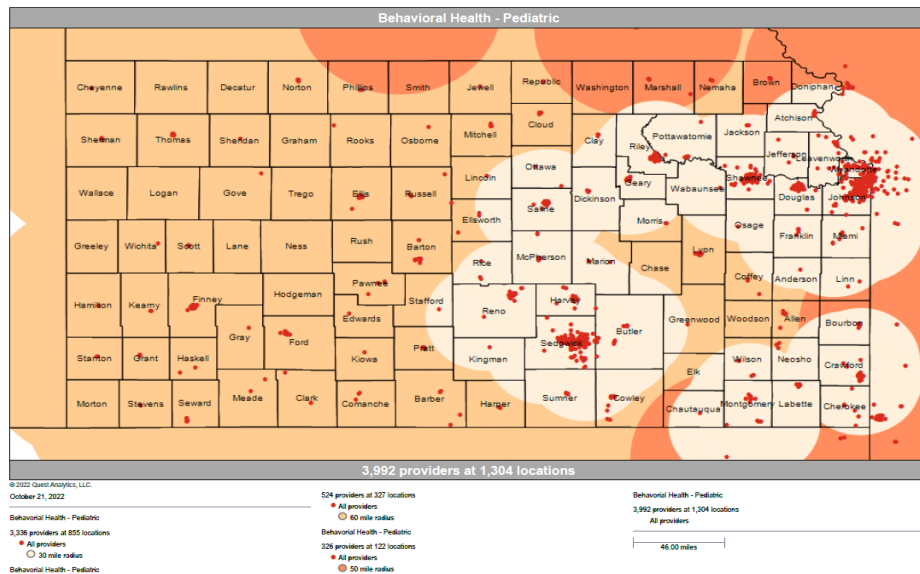 Behavioral Health - Pediatric
Cheyenne Rawlins Decatur Norton Phillips Smith Jewell Republic Washington Marshall Nemaha Brown Doniphan
Atchison
Sherman Thomas Sheridan Graham Rooks Osborne Mitchell Cloud Clay Riley Pottawatomie Jackson
Jefferson Leavenworth
Wyandotte
Wallace Logan Gove Trego Ellis Russell Lincoln Ottawa Saline Dickinson Geary Wabaunsee Shawnee Douglas Johnson
Greeley Wichita Scott Lane Ness Rush Barton Ellsworth McPherson Marion Morris Lyon Osage Franklin Miami
Rice Chase Coffey Anderson Linn
Hamilton Kearny Finney Hodgeman Pawnee Stafford Reno Harvey
Gray Ford Edwards Sedgwick Butler Greenwood Woodson Allen Bourbon
Stanton Grant Haskell Kiowa Pratt Kingman Elk Wilson Neosho Crawford
Morton Stevens Seward Meade Clark Comanche Barber Harper Sumner Cowley Chautauqua Montgomery Labette Cherokee
3,992 providers at 1,304 locations
© 2022 Quest Analytics, LLC.
October 21, 2022
Behavorial Health - Pediatric
3,336 providers at 855 locations
All providers
30 mile radius
Behavorial Health - Pediatric
524 providers at 327 locations
All providers
60 mile radius
Behavorial Health - Pediatric
326 providers at 122 locations
All providers
50 mile radius
Behavorial Health - Pediatric
3,992 providers at 1,304 locations
All providers
46.00 miles